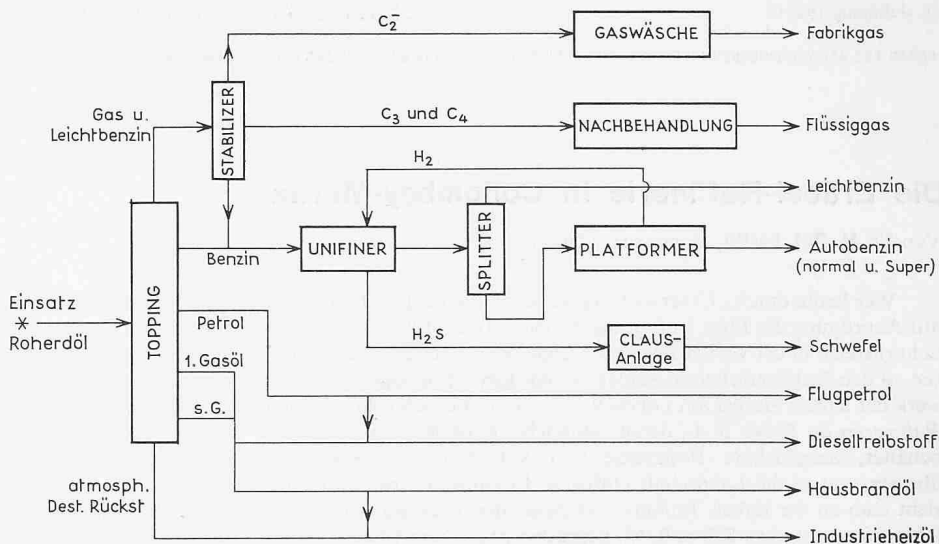 C₂⁻
GASWÄSCHE
Fabrikgas
Gas u.
Leichtbenzin
STABILIZER
C₃ und C₄
NACHBEHANDLUNG
Flüssiggas
H₂
Leichtbenzin
Benzin
UNIFINER
SPLITTER
PLATFORMER
Autobenzin
(normal u. Super)
Einsatz
Roherdöl
TOPPING
Petrol
H₂S
CLAUS-
Anlage
Schwefel
1. Gasöl
Flugpetrol
s.G.
Dieseltreibstoff
atmosph.
Dest. Rückst
Hausbrandöl
Industrieheizöl